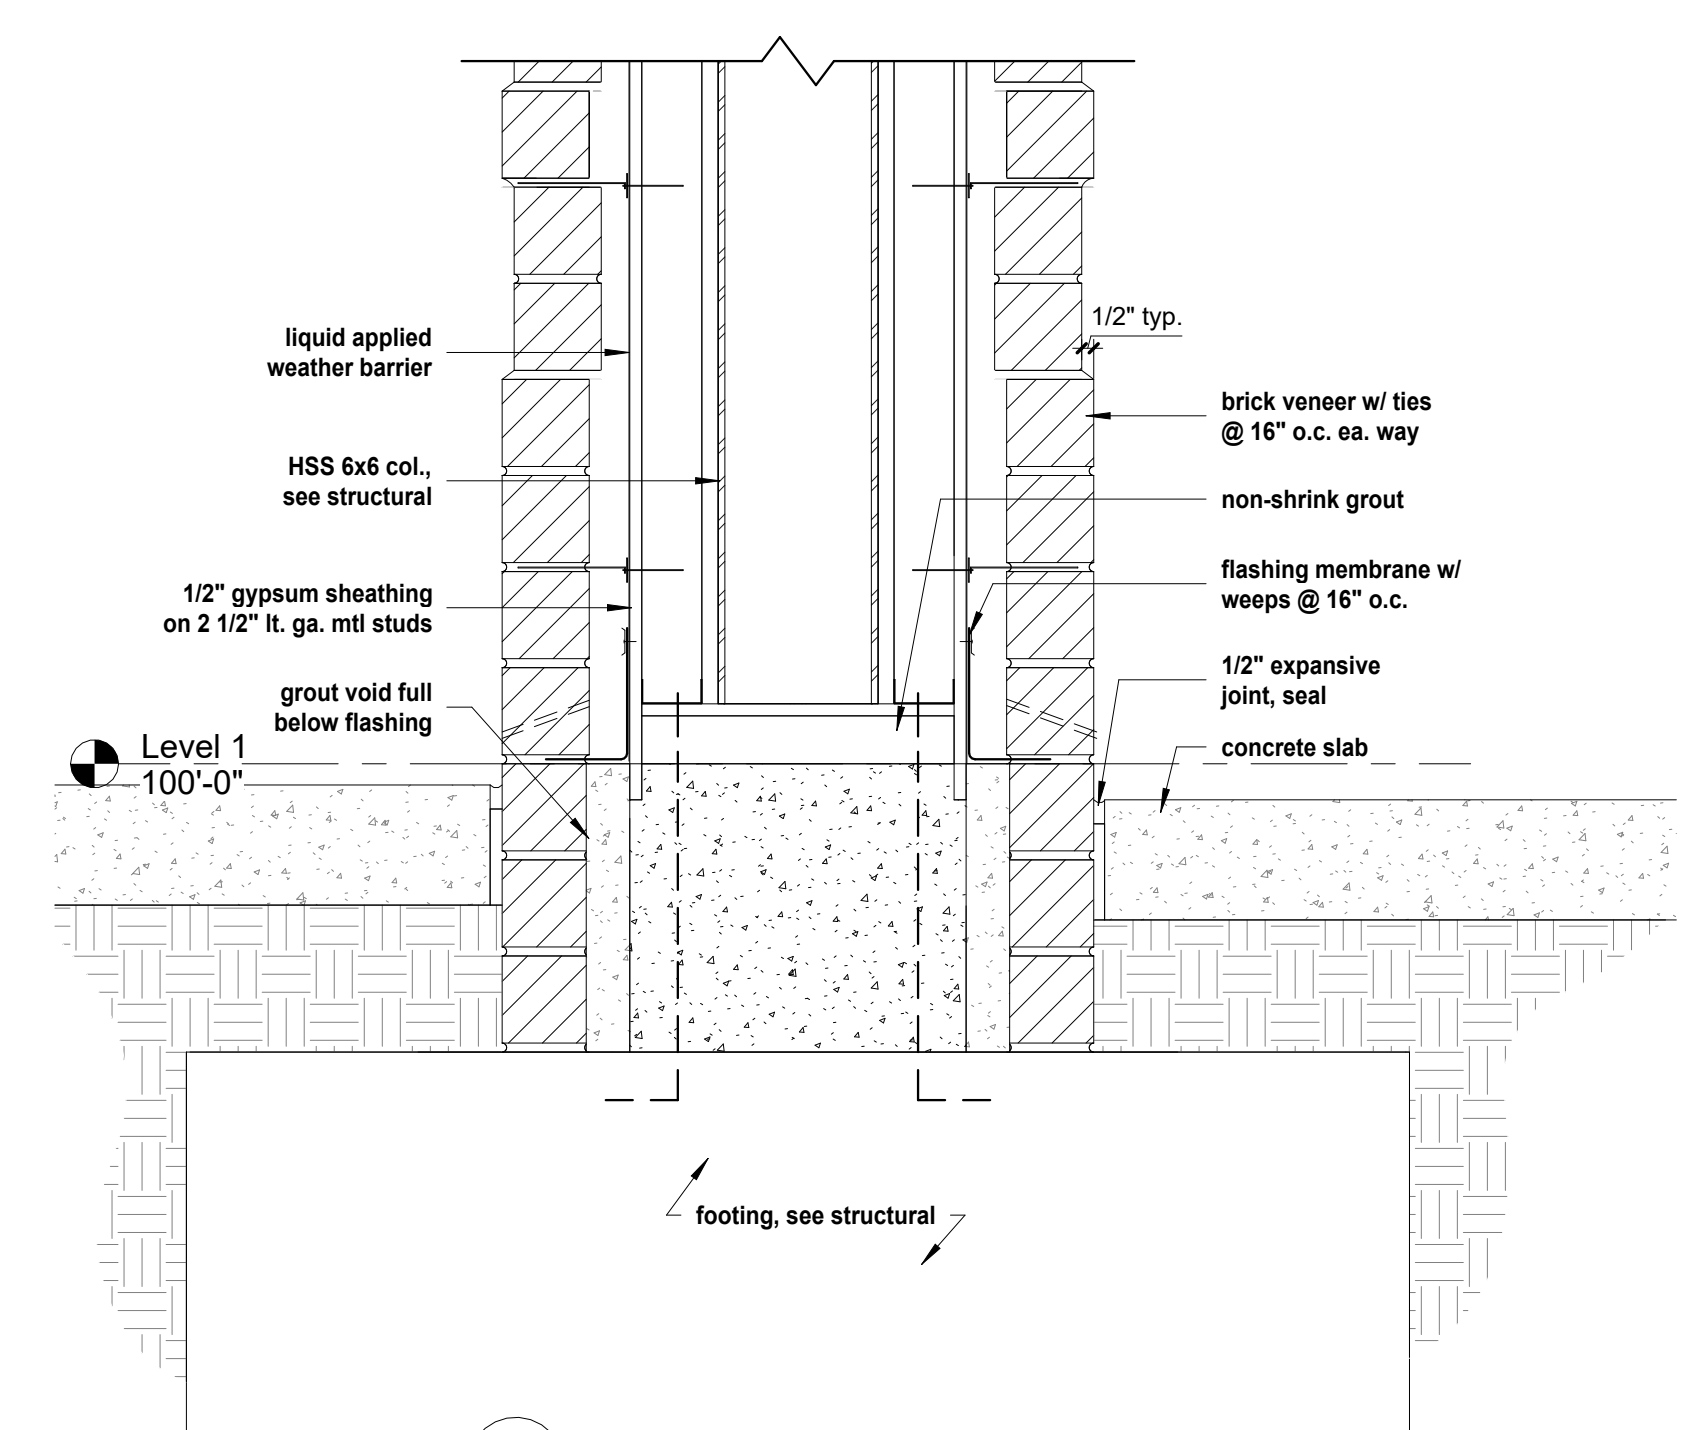 1/2" typ.
liquid applied
weather barrier
brick veneer w/ ties
@ 16" o.c. ea. way
HSS 6x6 col.,
see structural
non-shrink grout
flashing membrane w/
weeps @ 16" o.c.
1/2" gypsum sheathing
on 2 1/2" lt. ga. mtl studs
1/2" expansive
joint, seal
grout void full
below flashing
concrete slab
Level 1
100'-0"
footing, see structural